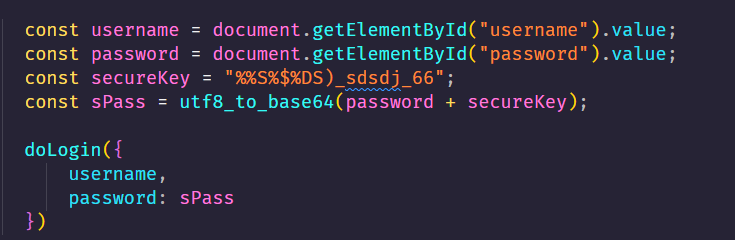 const username = document.getElementById("username").value;
const password = document.getElementById("password").value;
const secureKey = "%%S%$%DS)_sdsdj_66";
const sPass = utf8_to_base64(password + secureKey);
doLogin({
username,
password: sPass
})